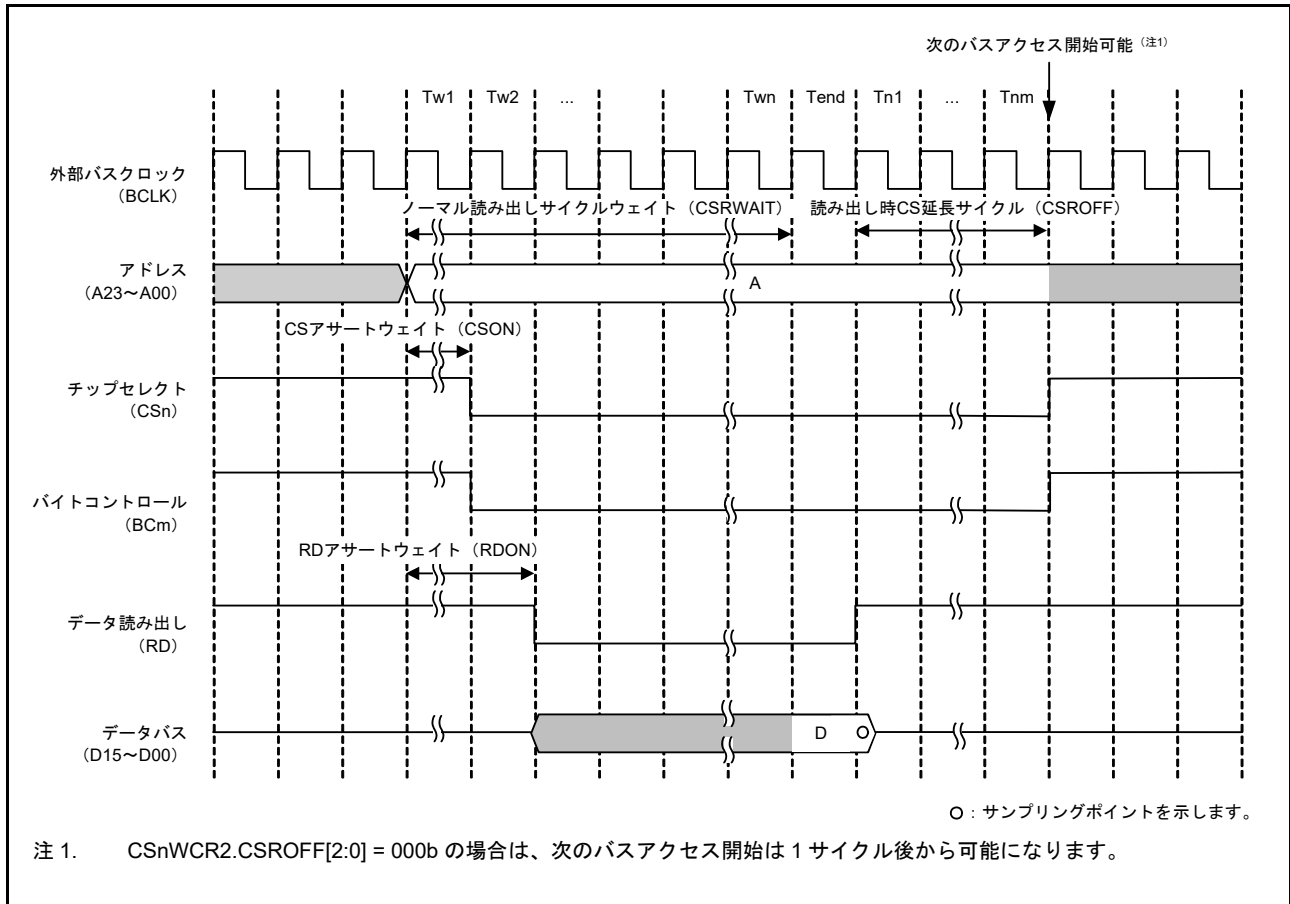 次のバスアクセス開始可能（注1）
Tw1 Tw2 ... Twn Tend Tn1 ... Tnm
外部バスクロック
（BCLK）
ノーマル読み出しサイクルウェイト（CSRWAIT） 読み出し時CS延長サイクル（CSROFF）
アドレス
（A23～A00）
A
CSアサートウェイト（CSON）
チップセレクト
（CSn）
バイトコントロール
（BCm）
RDアサートウェイト（RDON）
データ読み出し
（RD）
データバス
（D15～D00）
D
O：サンプリングポイントを示します。
注 1. CSnWCR2.CSROFF[2:0] = 000b の場合は、次のバスアクセス開始は 1 サイクル後から可能になります。